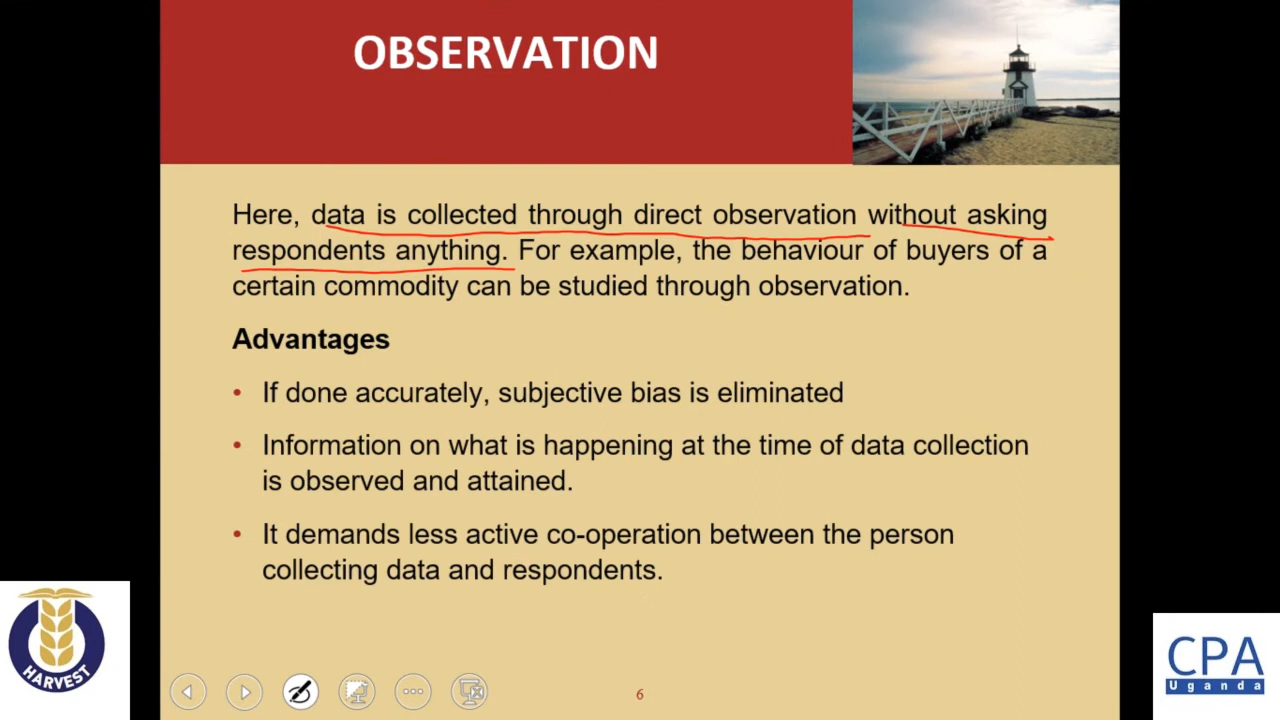 OBSERVATION
Here, data is collected through direct observation without asking
respondents anything. For example, the behaviour of buyers of a
certain commodity can be studied through observation.
Advantages
• If done accurately, subjective bias is eliminated
• Information on what is happening at the time of data collection
is observed and attained.
• It demands less active co-operation between the person
collecting data and respondents.
HARVEST
6
CPA
Uganda